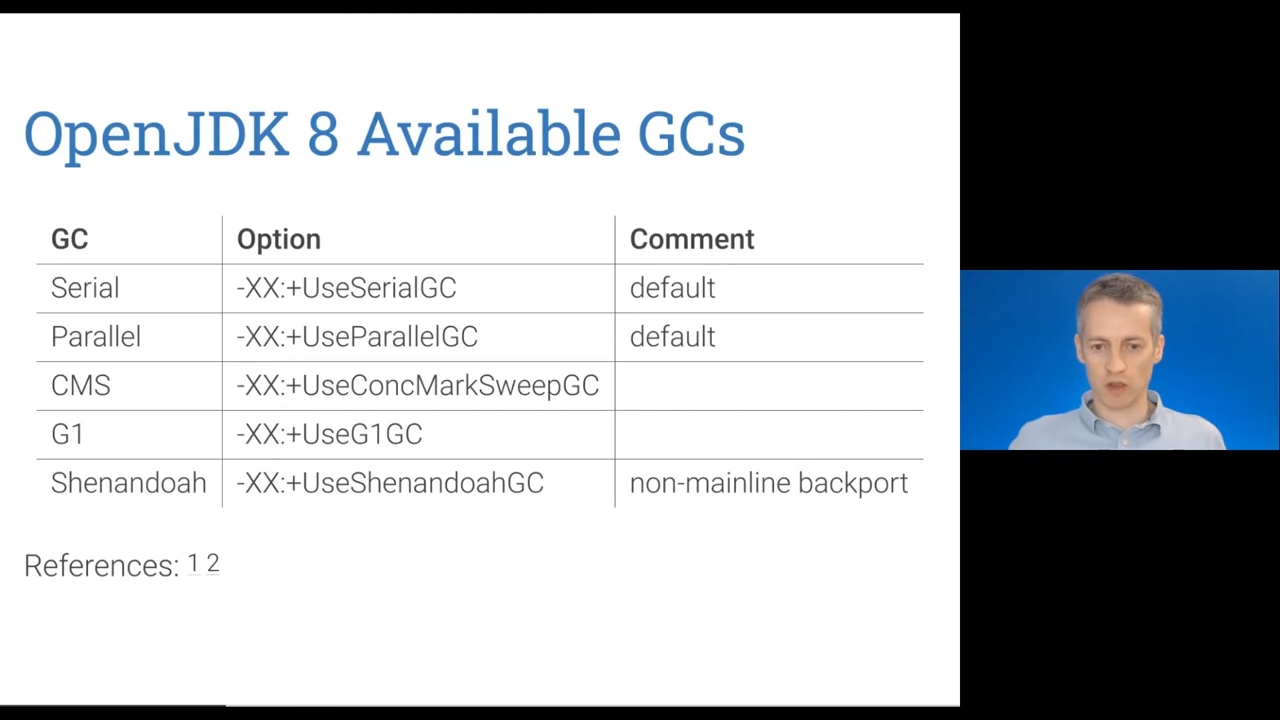 OpenJDK 8 Available GCs
GC Option Comment
Serial -XX:+UseSerialGC default
Parallel -XX:+UseParallelGC default
CMS -XX:+UseConcMarkSweepGC
G1 -XX:+UseG1GC
Shenandoah -XX:+UseShenandoahGC non-mainline backport
References: 1 2